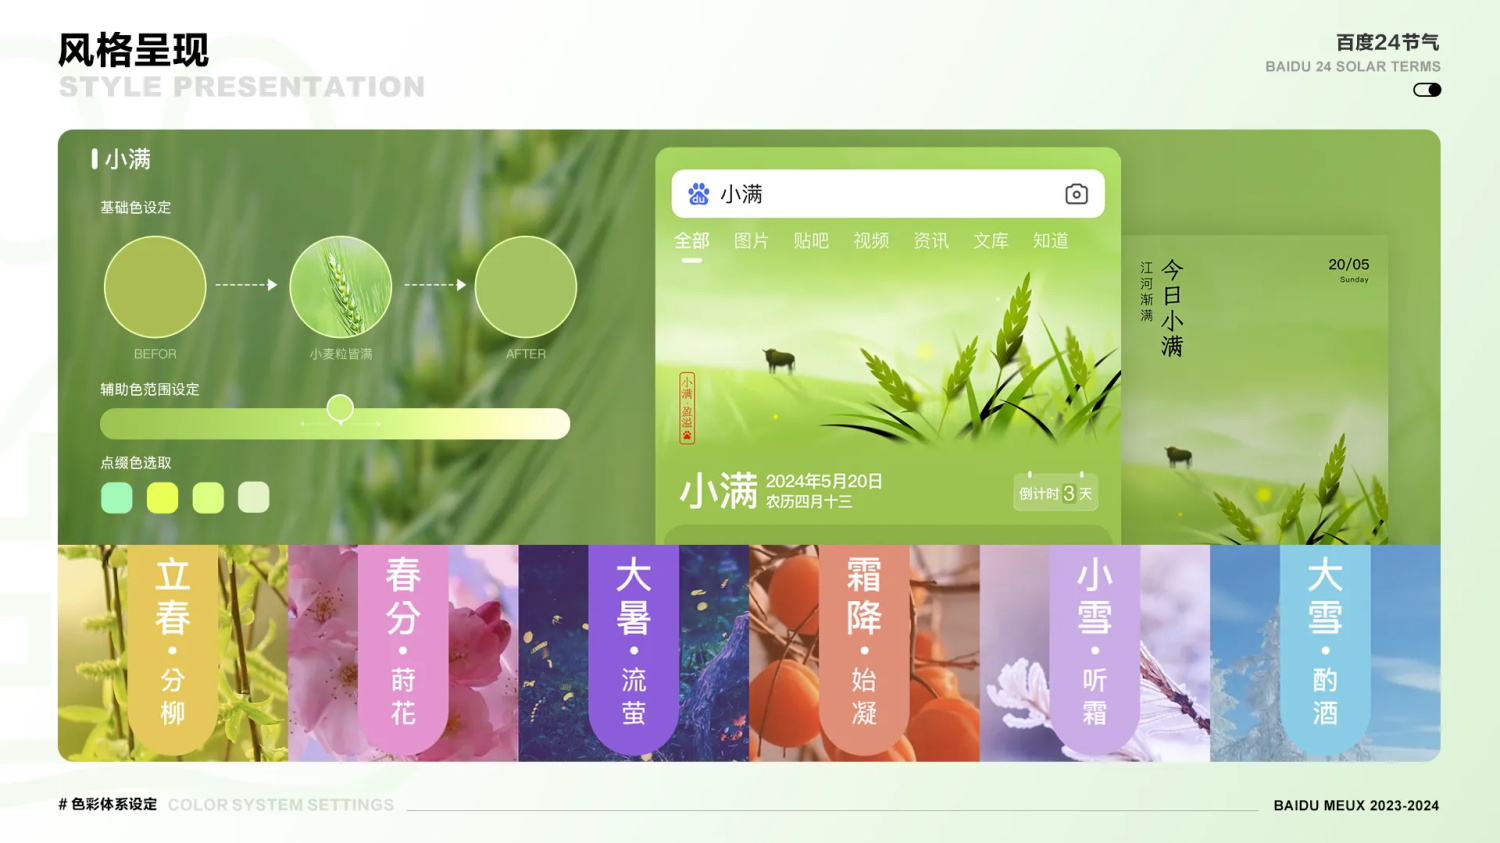 风格呈现
STYLE PRESENTATION
百度24节气
BAIDU 24 SOLAR TERMS
小满
基础色设定
BEFOR
小麦粒皆满
AFTER
辅助色范围设定
点缀色选取
du
小满
全部 图片 贴吧 视频 资讯 文库 知道
小满·盈溢
小满
2024年5月20日
农历四月十三
倒计时3天
今日小满
江河渐满
20/05
Sunday
立春·分柳
春分·莳花
大暑·流萤
霜降·始凝
小雪·听霜
大雪·酌酒
# 色彩体系设定 COLOR SYSTEM SETTINGS
BAIDU MEUX 2023-2024